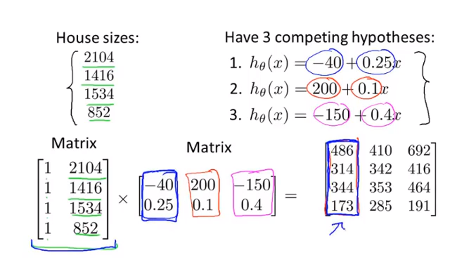 House sizes:
2104
1416
1534
852
Have 3 competing hypotheses:
1. hθ(x) = −40 + 0.25x
2. hθ(x) = 200 + 0.1x
3. hθ(x) = −150 + 0.4x
Matrix
Matrix
1 2104
1 1416
1 1534
1 852
×
−40 200 −150
0.25 0.1 0.4
=
486 410 692
314 342 416
344 353 464
173 285 191